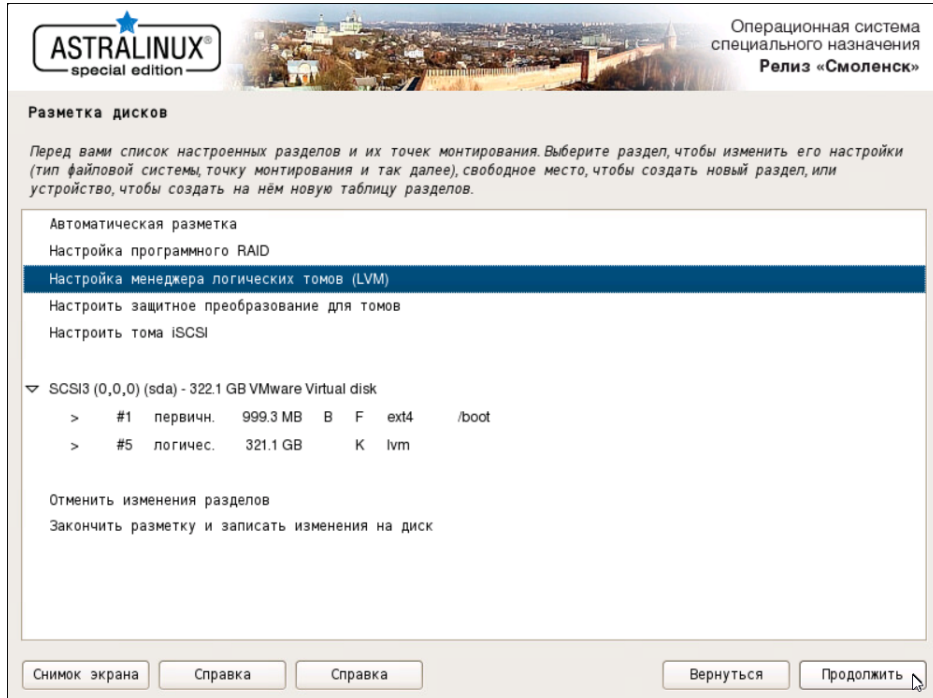 ASTRALINUX®
special edition
Операционная система
специального назначения
Релиз «Смоленск»
Разметка дисков
Перед вами список настроенных разделов и их точек монтирования. Выберите раздел, чтобы изменить его настройки
(тип файловой системы, точку монтирования и так далее), свободное место, чтобы создать новый раздел, или
устройство, чтобы создать на нём новую таблицу разделов.
Автоматическая разметка
Настройка программного RAID
Настройка менеджера логических томов (LVM)
Настроить защитное преобразование для томов
Настроить тома iSCSI
SCSI3 (0,0,0) (sda) - 322.1 GB VMware Virtual disk
> #1 первичн. 999.3 MB B F ext4 /boot
> #5 логичес. 321.1 GB K lvm
Отменить изменения разделов
Закончить разметку и записать изменения на диск
Снимок экрана Справка Справка Вернуться Продолжить